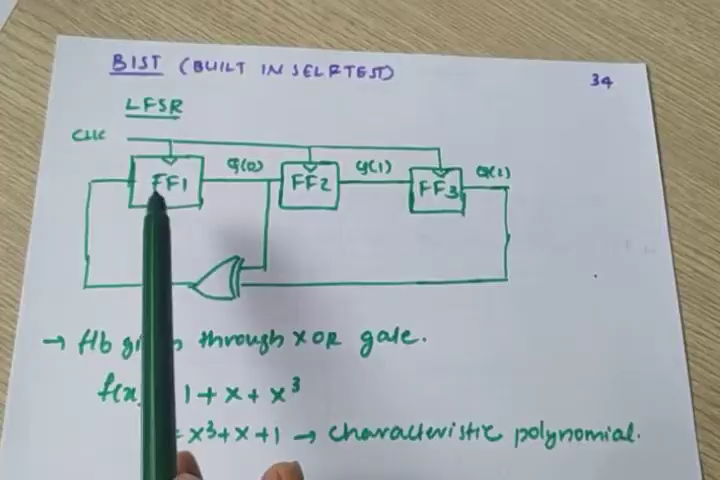 BIST (BUILT IN SELFTEST)
34
LFSR
CLK
FF1 q(0) FF2 q(1) FF3 q(2)
→ f/b through XOR gate.
1 + x + x³
= x³ + x + 1 → characteristic polynomial.